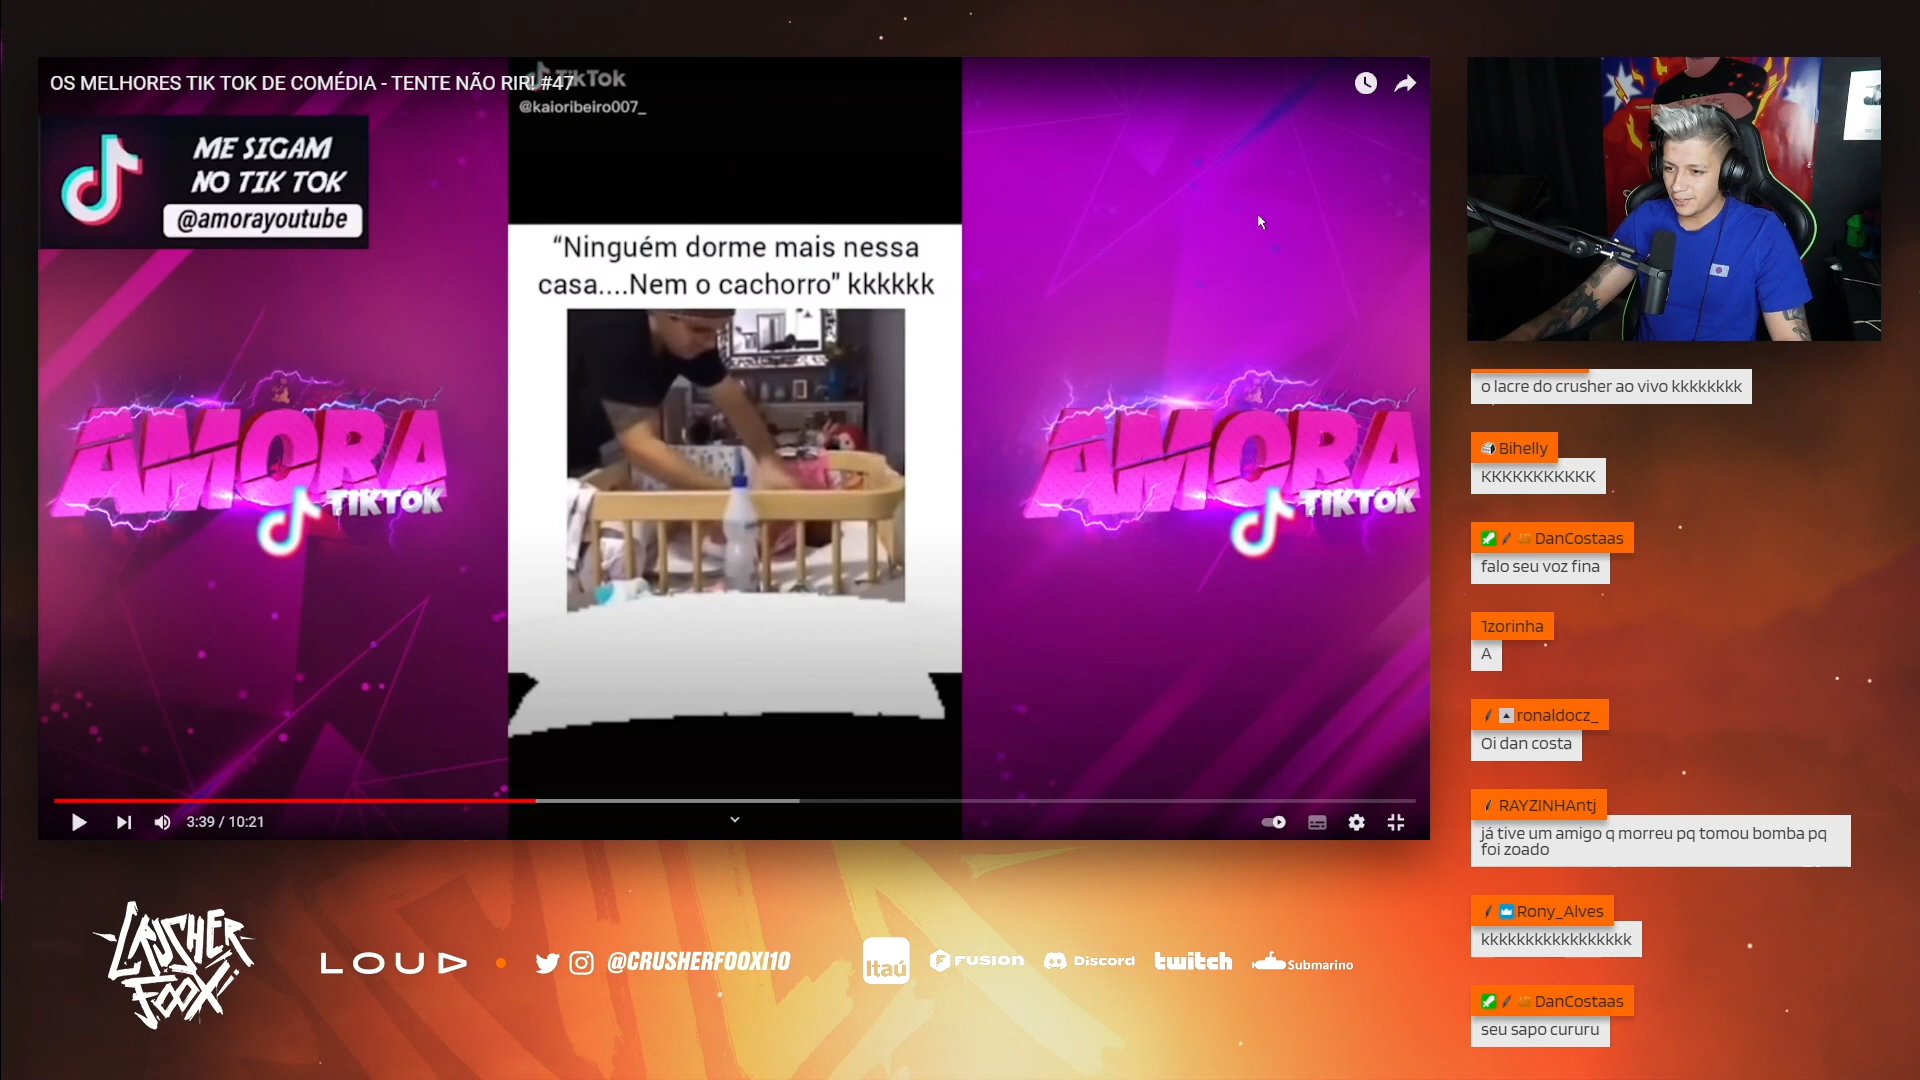 OS MELHORES TIK TOK DE COMÉDIA - TENTE NÃO RIR! #47
TikTok
@kaioribeiro007_
ME SIGAM
NO TIK TOK
@amorayoutube
“Ninguém dorme mais nessa
casa....Nem o cachorro" kkkkkk
AMORA
TIKTOK
AMORA
TIKTOK
3:39 / 10:21
o lacre do crusher ao vivo kkkkkkkk
Bihelly
KKKKKKKKKKK
DanCostaas
falo seu voz fina
1zorinha
A
ronaldocz_
Oi dan costa
RAYZINHAntj
já tive um amigo q morreu pq tomou bomba pq
foi zoado
Rony_Alves
kkkkkkkkkkkkkkkkk
DanCostaas
seu sapo cururu
CRUSHER
FOOXI
LOUD
@CRUSHERFOOXI10
Itaú
FUSION
Discord
twitch
Submarino